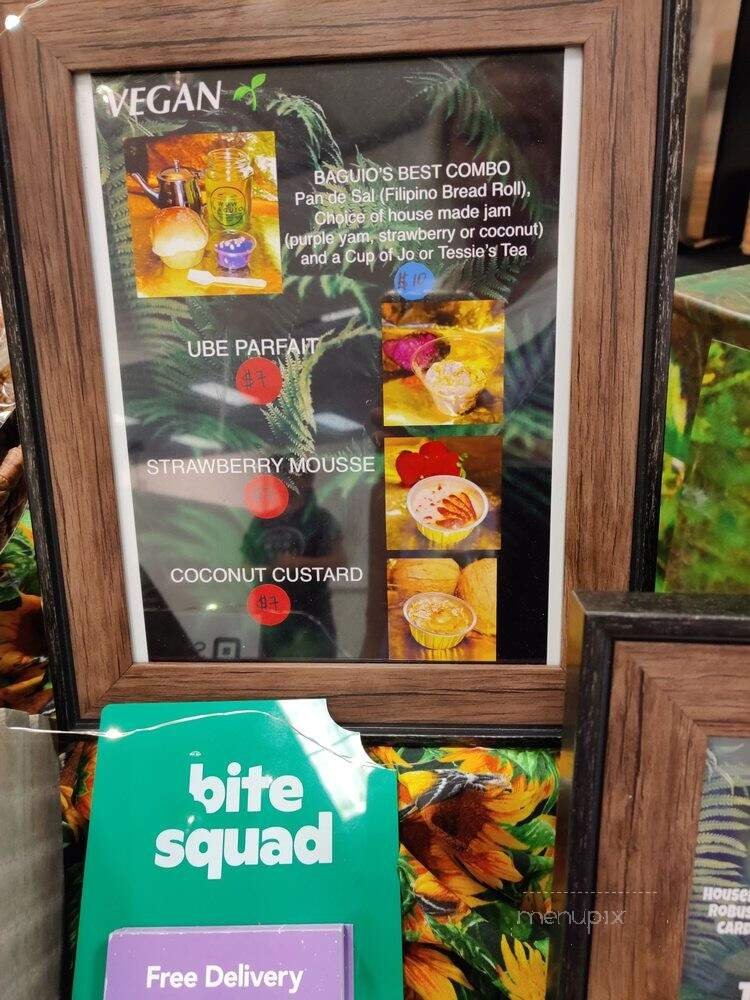 VEGAN
BAGUIO'S BEST COMBO
Pan de Sal (Filipino Bread Roll),
Choice of house made jam
(purple yam, strawberry or coconut)
and a Cup of Jo or Tessie's Tea
$10
UBE PARFAIT
$7
STRAWBERRY MOUSSE
COCONUT CUSTARD
$7
bite
squad
Free Delivery
menupix